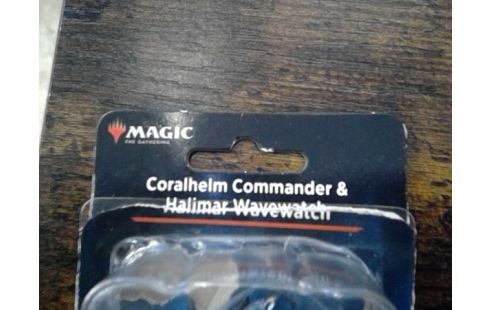 MAGIC
THE GATHERING
Coralhelm Commander &
Halimar Wavewatch